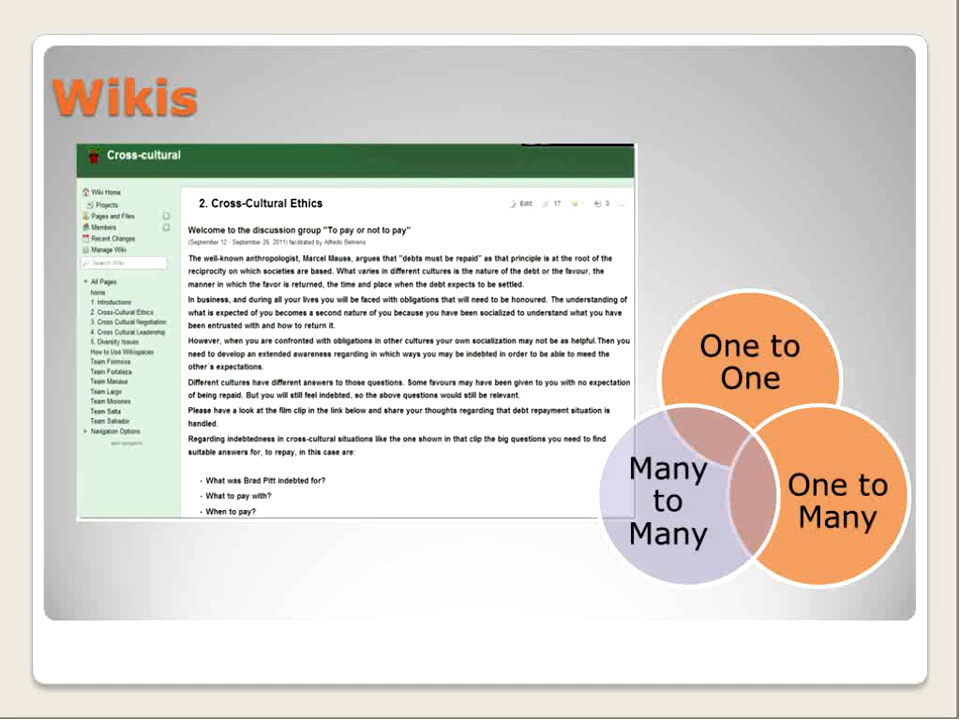 Wikis
Cross-cultural
Wiki Home
Projects
Pages and Files
Members
Recent Changes
Manage Wiki
Search Wiki
All Pages
home
1. Introductions
2. Cross-Cultural Ethics
3. Cross Cultural Negotiation
4. Cross Cultural Leadership
5. Diversity Issues
How to Use Wikispaces
Team Formosa
Team Fortaleza
Team Manaus
Team Largo
Team Misiones
Team Salta
Team Salvador
Navigation Options
2. Cross-Cultural Ethics
Edit 17 3 ...
Welcome to the discussion group "To pay or not to pay"
(September 12 - September 26, 2011) facilitated by Alfredo Behrens
The well-known anthropologist, Marcel Mauss, argues that "debts must be repaid" as that principle is at the root of the
reciprocity on which societies are based. What varies in different cultures is the nature of the debt or the favour, the
manner in which the favor is returned, the time and place when the debt expects to be settled.
In business, and during all your lives you will be faced with obligations that will need to be honoured. The understanding of
what is expected of you becomes a second nature of you because you have been socialized to understand what you have
been entrusted with and how to return it.
However, when you are confronted with obligations in other cultures your own socialization may not be as helpful.Then you
need to develop an extended awareness regarding in which ways you may be indebted in order to be able to meed the
other´s expectations.
Different cultures have different answers to those questions. Some favours may have been given to you with no expectation
of being repaid. But you will still feel indebted, so the above questions would still be relevant.
Please have a look at the film clip in the link below and share your thoughts regarding that debt repayment situation is
handled.
Regarding indebtedness in cross-cultural situations like the one shown in that clip the big questions you need to find
suitable answers for, to repay, in this case are:
- What was Brad Pitt indebted for?
- What to pay with?
- When to pay?
One to
One
Many
to
Many
One to
Many